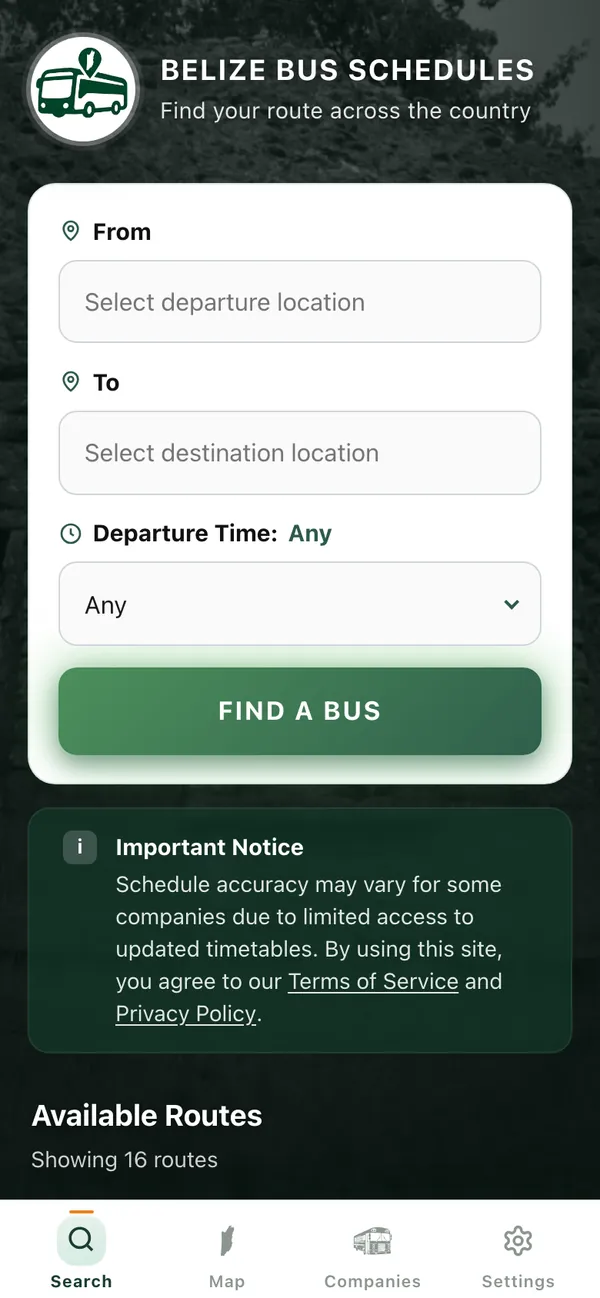 BELIZE BUS SCHEDULES
Find your route across the country
From
Select departure location
To
Select destination location
Departure Time: Any
Any
FIND A BUS
i
Important Notice
Schedule accuracy may vary for some
companies due to limited access to
updated timetables. By using this site,
you agree to our Terms of Service and
Privacy Policy.
Available Routes
Showing 16 routes
Search
Map
Companies
Settings